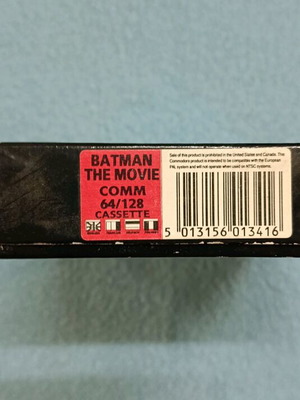 BATMAN
THE MOVIE
COMM
64/128
CASSETTE
Sale of this product is prohibited in the United States and Canada. The
Commodore product is intended to be compatible with the European
PAL system and will not operate when used on NTSC systems.
5 013156 013416